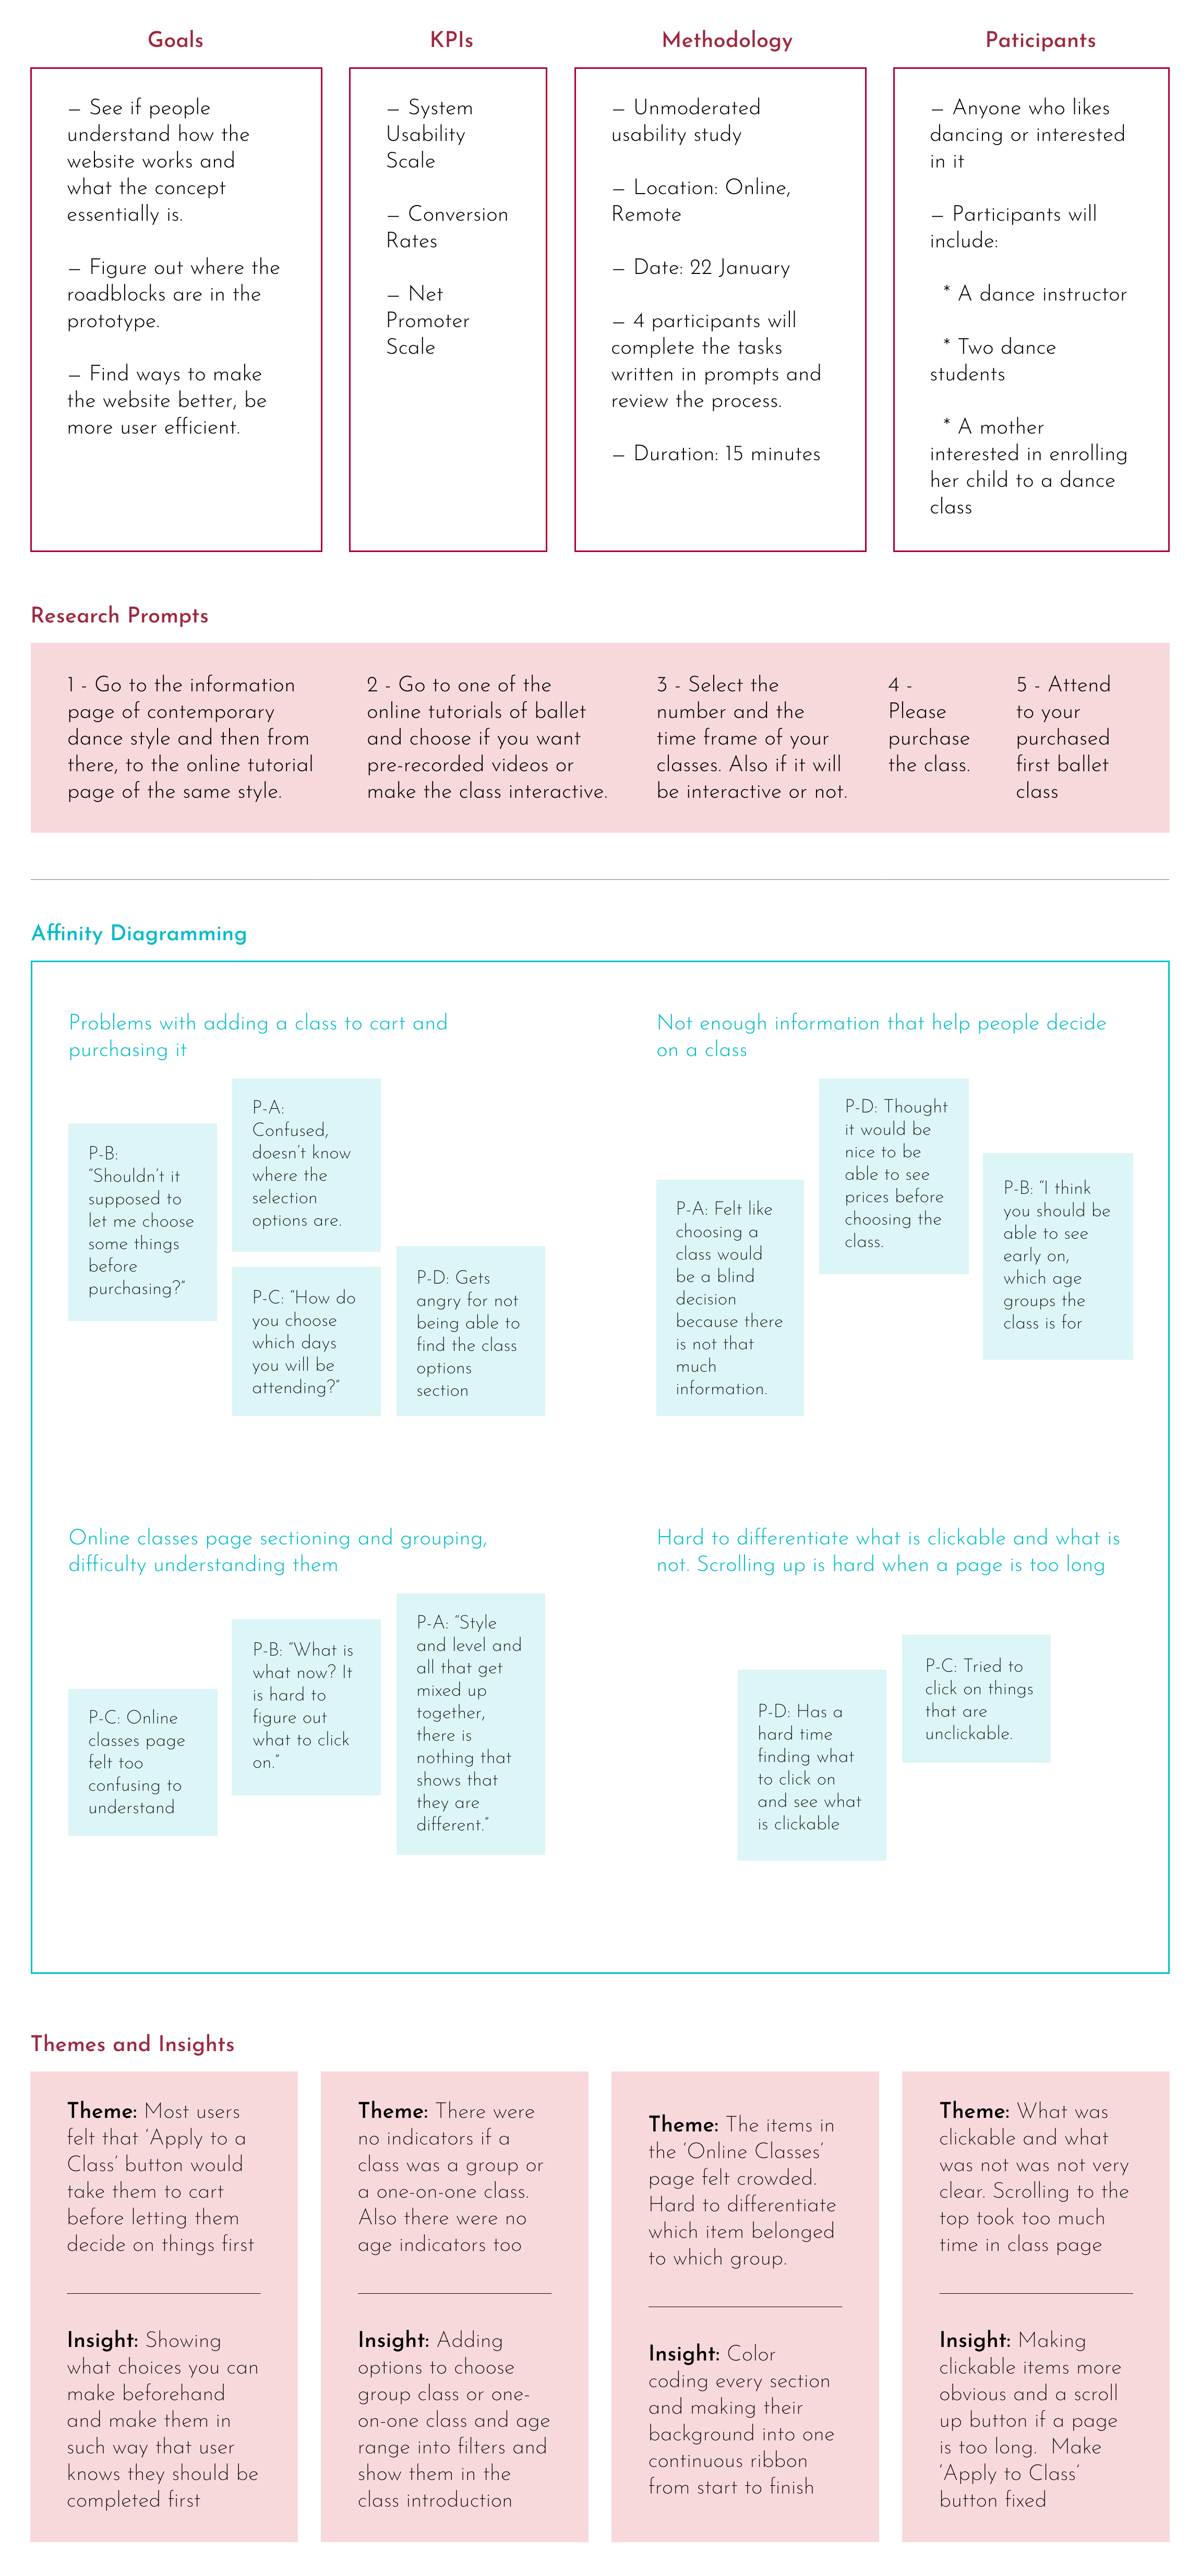 Goals
— See if people
understand how the
website works and
what the concept
essentially is.
— Figure out where the
roadblocks are in the
prototype.
— Find ways to make
the website better, be
more user efficient.
KPIs
— System
Usability
Scale
— Conversion
Rates
— Net
Promoter
Scale
Methodology
— Unmoderated
usability study
— Location: Online,
Remote
— Date: 22 January
— 4 participants will
complete the tasks
written in prompts and
review the process.
— Duration: 15 minutes
Paticipants
— Anyone who likes
dancing or interested
in it
— Participants will
include:
* A dance instructor
* Two dance
students
* A mother
interested in enrolling
her child to a dance
class
Research Prompts
1 - Go to the information
page of contemporary
dance style and then from
there, to the online tutorial
page of the same style.
2 - Go to one of the
online tutorials of ballet
and choose if you want
pre-recorded videos or
make the class interactive.
3 - Select the
number and the
time frame of your
classes. Also if it will
be interactive or not.
4 -
Please
purchase
the class.
5 - Attend
to your
purchased
first ballet
class
Affinity Diagramming
Problems with adding a class to cart and
purchasing it
P-B:
“Shouldn’t it
supposed to
let me choose
some things
before
purchasing?”
P-A:
Confused,
doesn’t know
where the
selection
options are.
P-C: “How do
you choose
which days
you will be
attending?”
P-D: Gets
angry for not
being able to
find the class
options
section
Not enough information that help people decide
on a class
P-A: Felt like
choosing a
class would
be a blind
decision
because there
is not that
much
information.
P-D: Thought
it would be
nice to be
able to see
prices before
choosing the
class.
P-B: “I think
you should be
able to see
early on,
which age
groups the
class is for
Online classes page sectioning and grouping,
difficulty understanding them
P-C: Online
classes page
felt too
confusing to
understand
P-B: “What is
what now? It
is hard to
figure out
what to click
on.”
P-A: “Style
and level and
all that get
mixed up
together,
there is
nothing that
shows that
they are
different.”
Hard to differentiate what is clickable and what is
not. Scrolling up is hard when a page is too long
P-D: Has a
hard time
finding what
to click on
and see what
is clickable
P-C: Tried to
click on things
that are
unclickable.
Themes and Insights
Theme: Most users
felt that ‘Apply to a
Class’ button would
take them to cart
before letting them
decide on things first
Insight: Showing
what choices you can
make beforehand
and make them in
such way that user
knows they should be
completed first
Theme: There were
no indicators if a
class was a group or
a one-on-one class.
Also there were no
age indicators too
Insight: Adding
options to choose
group class or one-
on-one class and age
range into filters and
show them in the
class introduction
Theme: The items in
the ‘Online Classes’
page felt crowded.
Hard to differentiate
which item belonged
to which group.
Insight: Color
coding every section
and making their
background into one
continuous ribbon
from start to finish
Theme: What was
clickable and what
was not was not very
clear. Scrolling to the
top took too much
time in class page
Insight: Making
clickable items more
obvious and a scroll
up button if a page
is too long. Make
‘Apply to Class’
button fixed